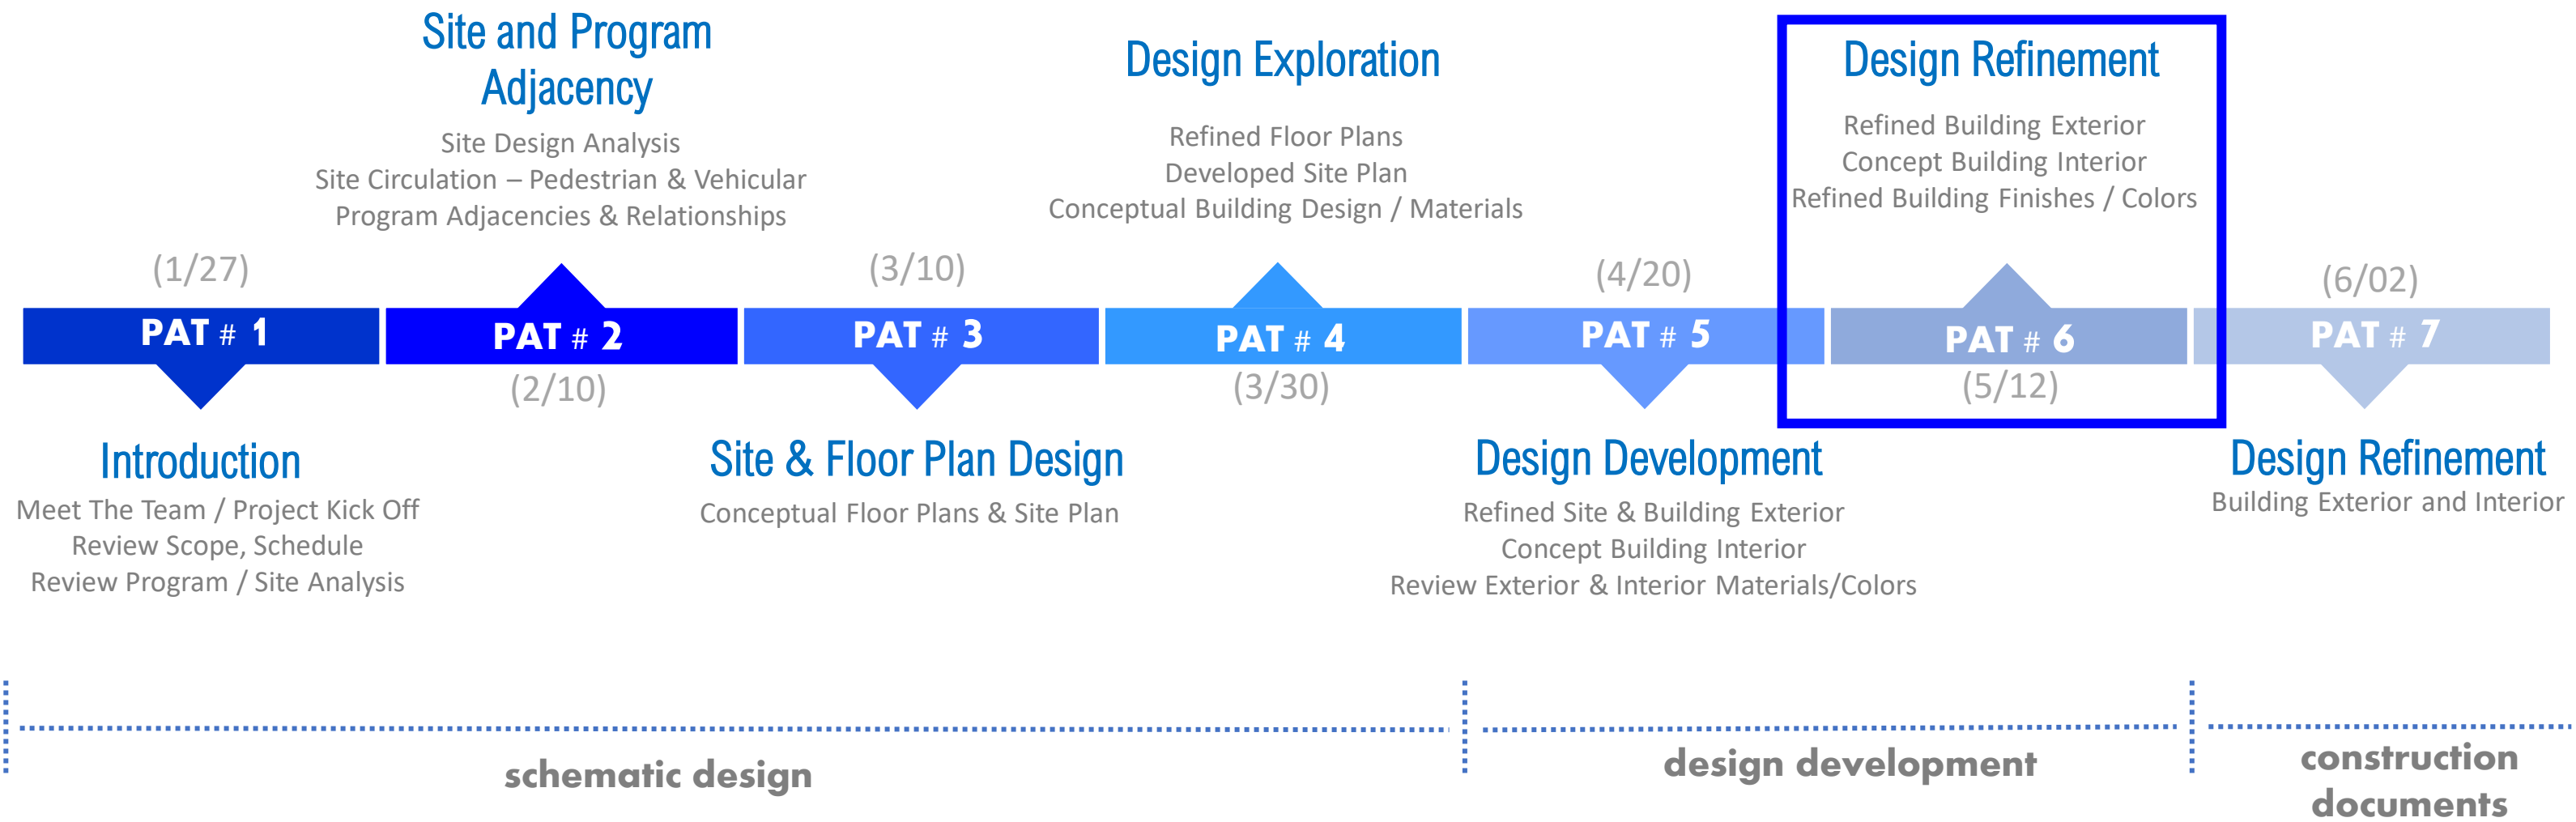 (1/27)
PAT # 1
Introduction
Meet The Team / Project Kick Off
Review Scope, Schedule
Review Program / Site Analysis
Site and Program
Adjacency
Site Design Analysis
Site Circulation – Pedestrian & Vehicular
Program Adjacencies & Relationships
PAT # 2
(2/10)
(3/10)
PAT # 3
Site & Floor Plan Design
Conceptual Floor Plans & Site Plan
Design Exploration
Refined Floor Plans
Developed Site Plan
Conceptual Building Design / Materials
PAT # 4
(3/30)
(4/20)
PAT # 5
Design Development
Refined Site & Building Exterior
Concept Building Interior
Review Exterior & Interior Materials/Colors
Design Refinement
Refined Building Exterior
Concept Building Interior
Refined Building Finishes / Colors
PAT # 6
(5/12)
(6/02)
PAT # 7
Design Refinement
Building Exterior and Interior
schematic design
design development
construction
documents